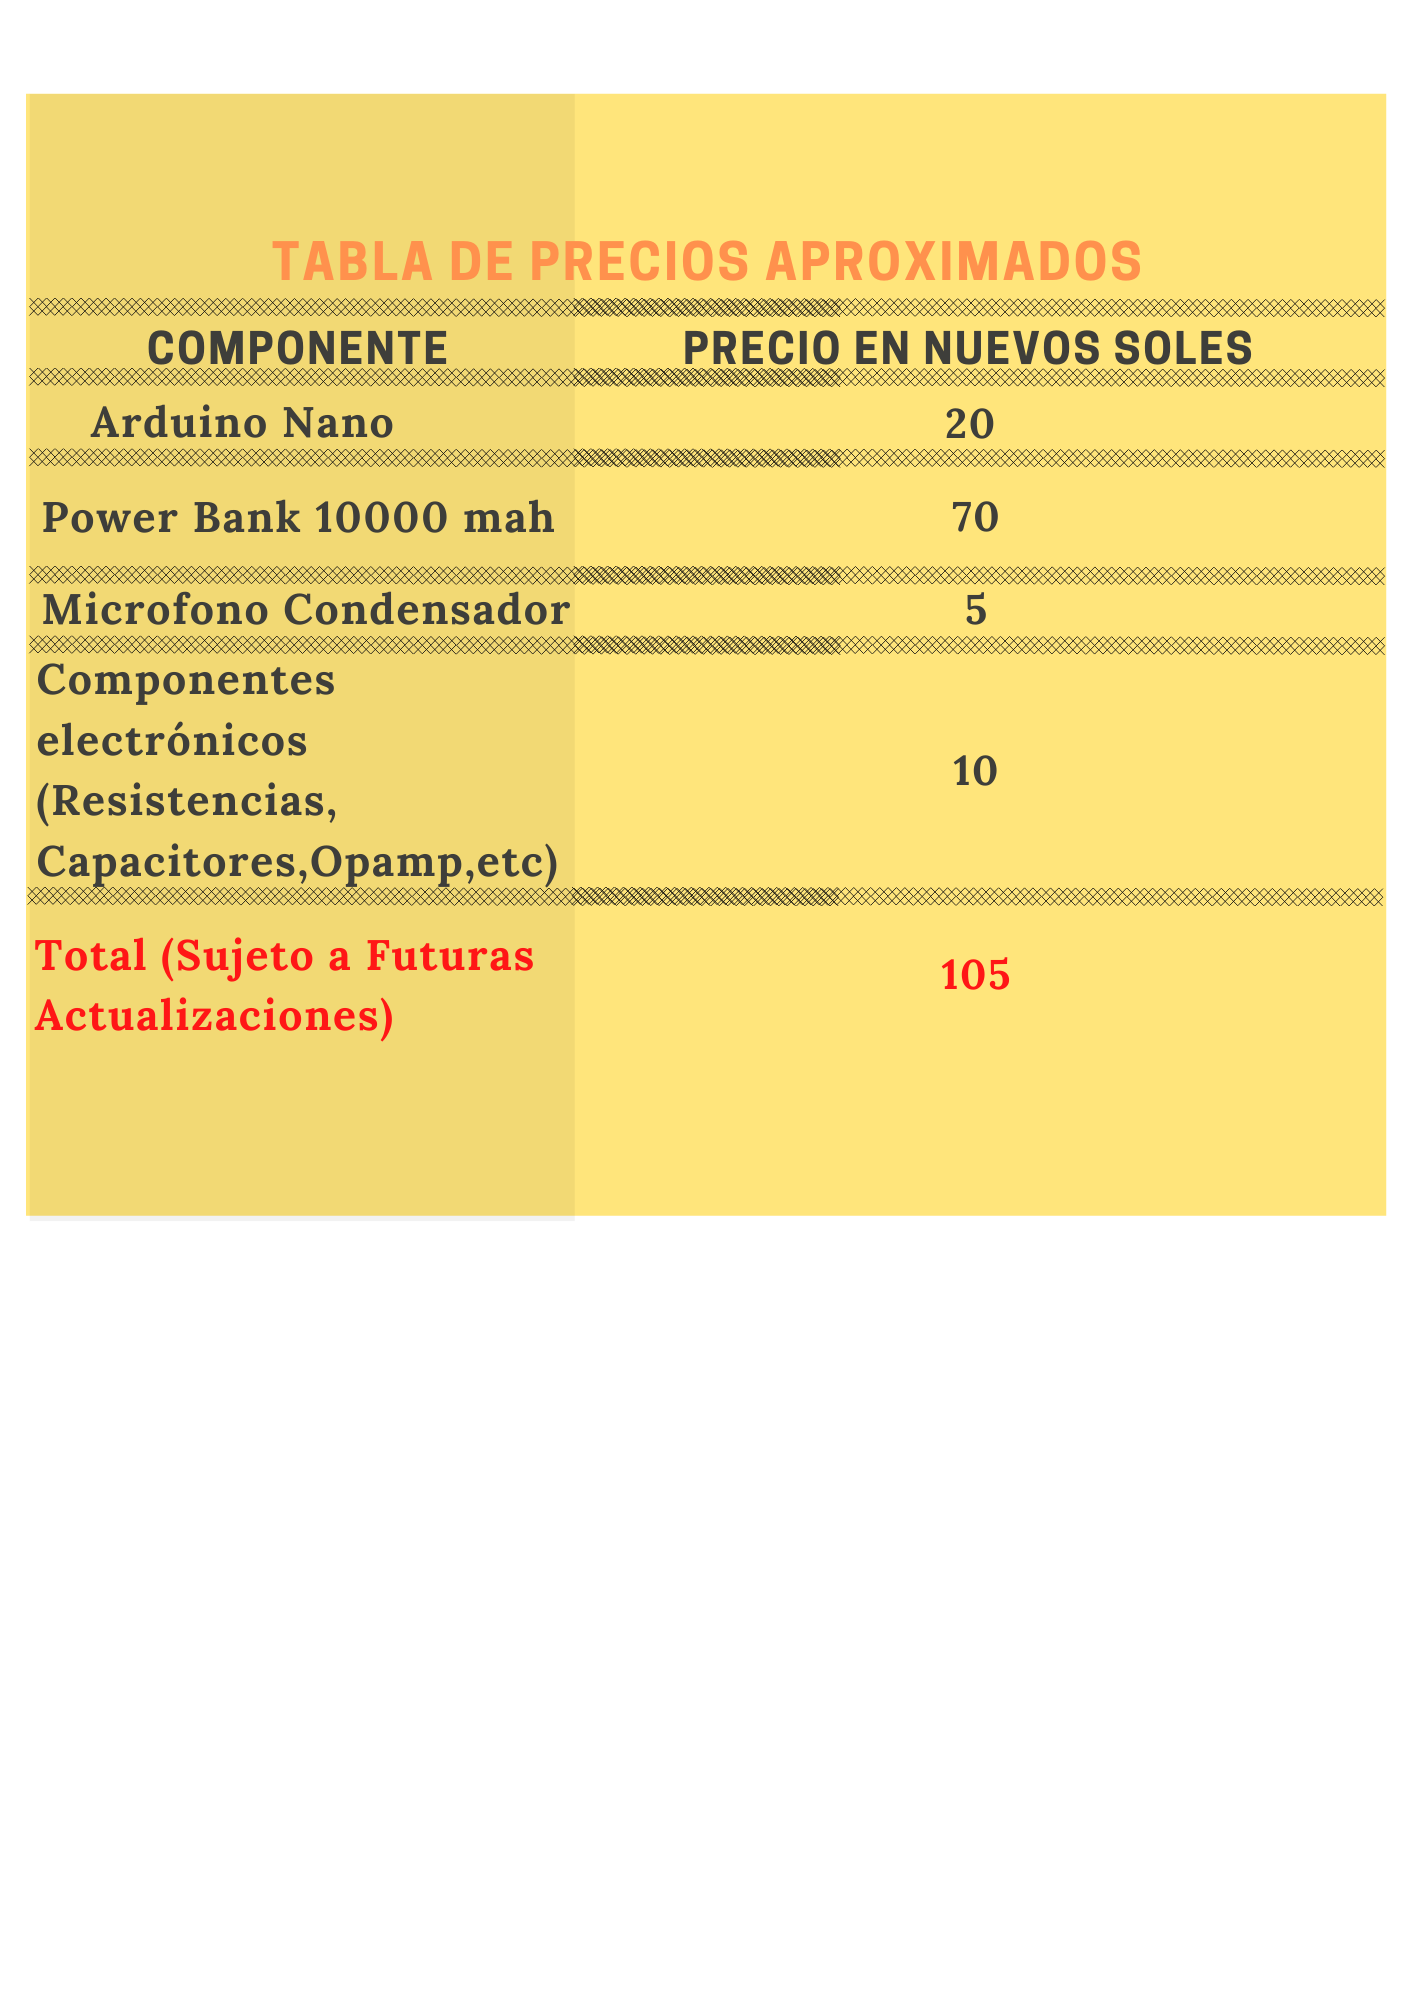 TABLA DE PRECIOS APROXIMADOS
COMPONENTE PRECIO EN NUEVOS SOLES
Arduino Nano 20
Power Bank 10000 mah 70
Microfono Condensador 5
Componentes
electrónicos
(Resistencias, 10
Capacitores,Opamp,etc)
Total (Sujeto a Futuras 105
Actualizaciones)